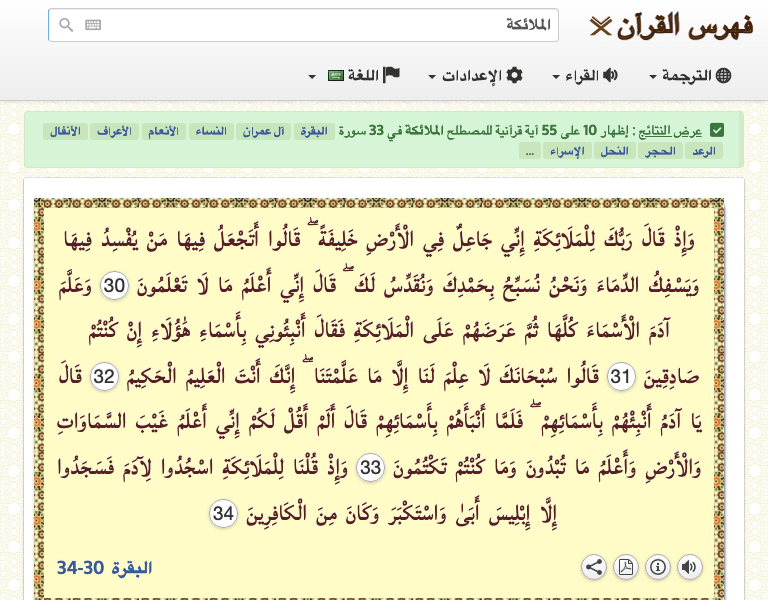 فهرس القرآن
الملائكة
الترجمة القراء الإعدادات اللغة
عرض النتائج : إظهار 10 على 55 آية قرآنية للمصطلح الملائكة في 33 سورة البقرة آل عمران النساء الأنعام الأعراف الأنفال
الرعد الحجر النحل الإسراء ...
وَإِذْ قَالَ رَبُّكَ لِلْمَلَائِكَةِ إِنِّي جَاعِلٌ فِي الْأَرْضِ خَلِيفَةً ۖ قَالُوا أَتَجْعَلُ فِيهَا مَنْ يُفْسِدُ فِيهَا
وَيَسْفِكُ الدِّمَاءَ وَنَحْنُ نُسَبِّحُ بِحَمْدِكَ وَنُقَدِّسُ لَكَ ۖ قَالَ إِنِّي أَعْلَمُ مَا لَا تَعْلَمُونَ 30 وَعَلَّمَ
آدَمَ الْأَسْمَاءَ كُلَّهَا ثُمَّ عَرَضَهُمْ عَلَى الْمَلَائِكَةِ فَقَالَ أَنْبِئُونِي بِأَسْمَاءِ هَٰؤُلَاءِ إِنْ كُنْتُمْ
صَادِقِينَ 31 قَالُوا سُبْحَانَكَ لَا عِلْمَ لَنَا إِلَّا مَا عَلَّمْتَنَا ۖ إِنَّكَ أَنْتَ الْعَلِيمُ الْحَكِيمُ 32 قَالَ
يَا آدَمُ أَنْبِئْهُمْ بِأَسْمَائِهِمْ ۖ فَلَمَّا أَنْبَأَهُمْ بِأَسْمَائِهِمْ قَالَ أَلَمْ أَقُلْ لَكُمْ إِنِّي أَعْلَمُ غَيْبَ السَّمَاوَاتِ
وَالْأَرْضِ وَأَعْلَمُ مَا تُبْدُونَ وَمَا كُنْتُمْ تَكْتُمُونَ 33 وَإِذْ قُلْنَا لِلْمَلَائِكَةِ اسْجُدُوا لِآدَمَ فَسَجَدُوا
إِلَّا إِبْلِيسَ أَبَىٰ وَاسْتَكْبَرَ وَكَانَ مِنَ الْكَافِرِينَ 34
البقرة 30-34